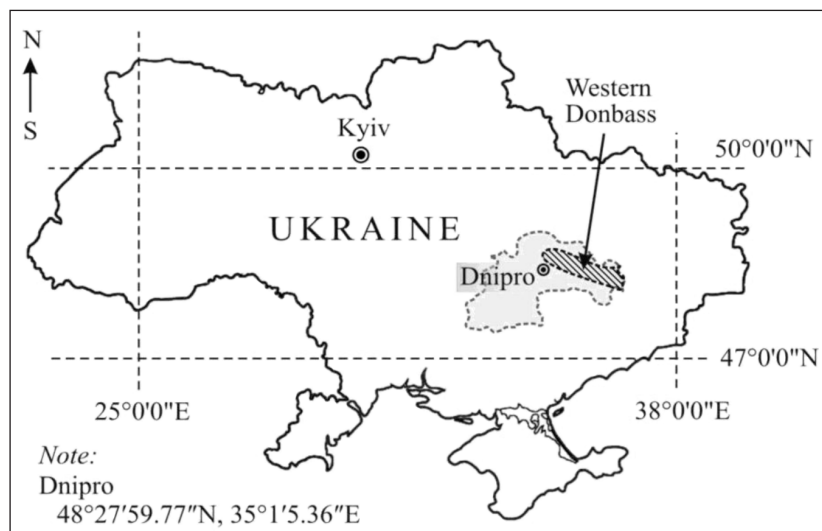 N
S
Western
Donbass
Kyiv
50°0'0"N
UKRAINE
Dnipro
47°0'0"N
25°0'0"E
38°0'0"E
Note:
Dnipro
48°27'59.77"N, 35°1'5.36"E